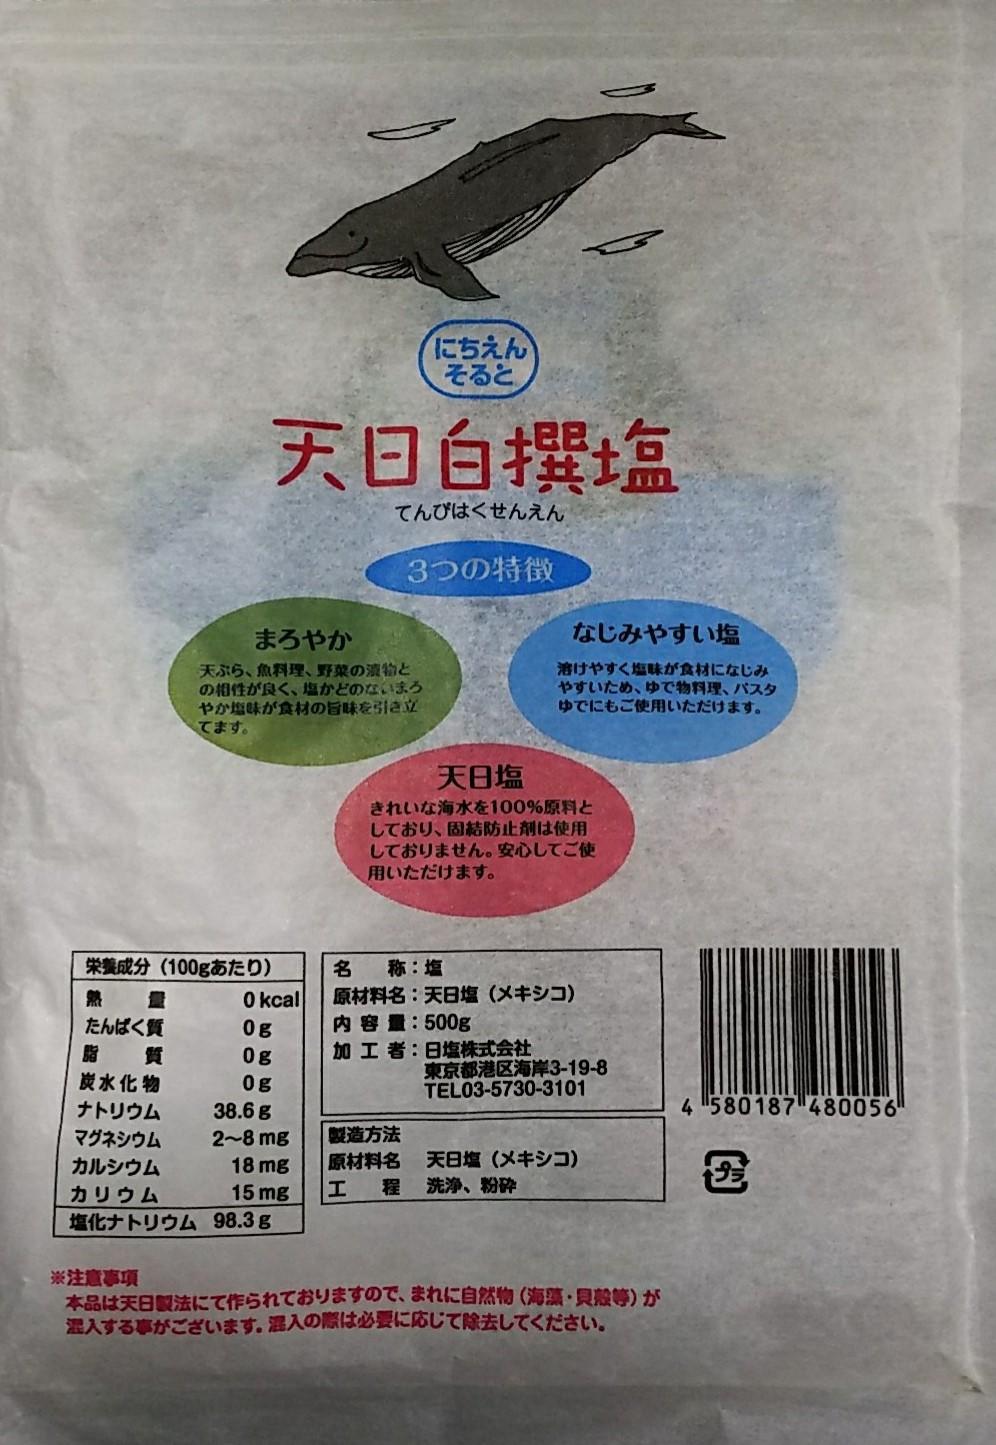 にちえん
そると
天日白撰塩
てんぴはくせんえん
3つの特徴
まろやか
天ぷら、魚料理、野菜の漬物と
の相性が良く、塩かどのないまろ
やか塩味が食材の旨味を引き立
てます。
なじみやすい塩
溶けやすく塩味が食材になじみ
やすいため、ゆで物料理、パスタ
ゆでにもご使用いただけます。
天日塩
きれいな海水を100%原料と
しており、固結防止剤は使用
しておりません。安心してご使
用いただけます。
栄養成分（100gあたり）
熱量 0kcal
たんぱく質 0g
脂質 0g
炭水化物 0g
ナトリウム 38.6g
マグネシウム 2〜8mg
カルシウム 18mg
カリウム 15mg
塩化ナトリウム 98.3g
名称：塩
原材料名：天日塩（メキシコ）
内容量：500g
加工者：日塩株式会社
東京都港区海岸3-19-8
TEL03-5730-3101
製造方法
原材料名 天日塩（メキシコ）
工程 洗浄、粉砕
4 580187 480056
プラ
※注意事項
本品は天日製法にて作られておりますので、まれに自然物（海藻・貝殻等）が
混入する事がございます。混入の際は必要に応じて除去してください。